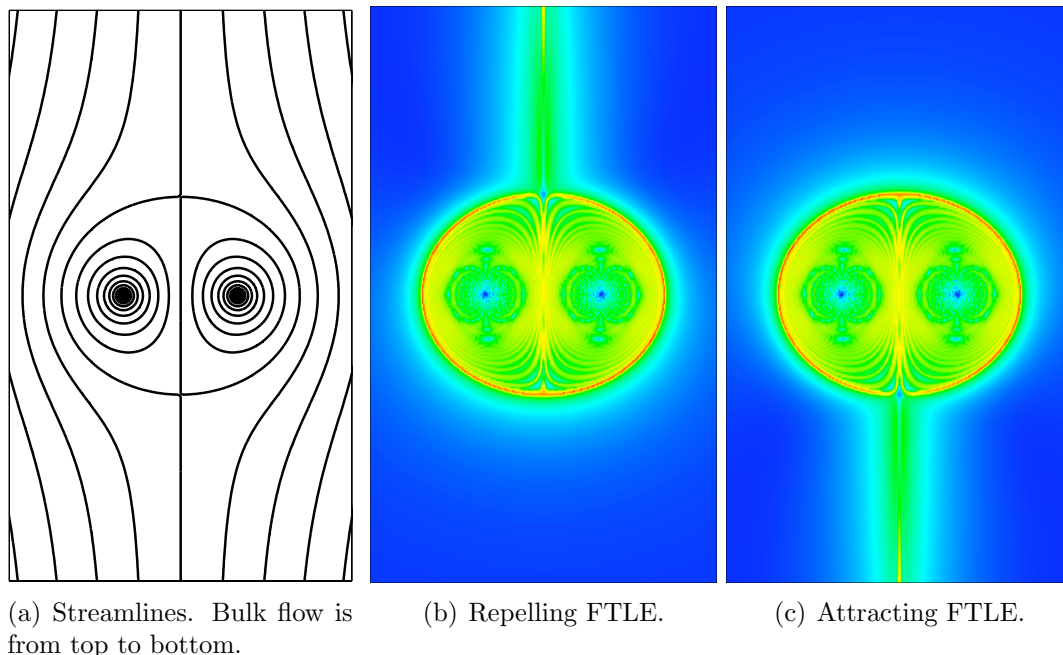 (a) Streamlines. Bulk flow is
from top to bottom.
(b) Repelling FTLE.
(c) Attracting FTLE.